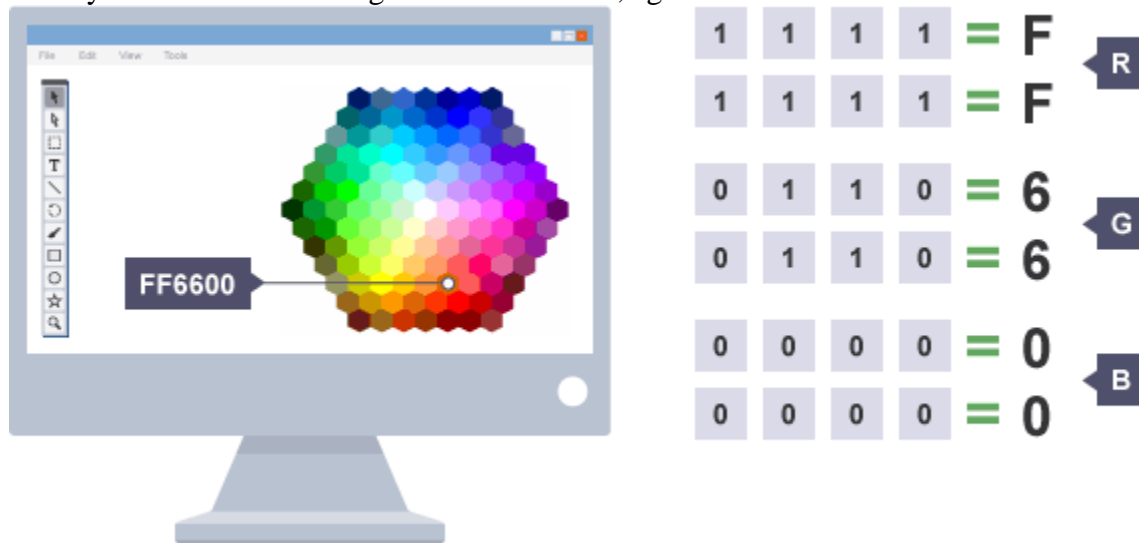 File Edit View Tools
T
FF6600
1 1 1 1 = F
1 1 1 1 = F
R
0 1 1 0 = 6
0 1 1 0 = 6
G
0 0 0 0 = 0
0 0 0 0 = 0
B